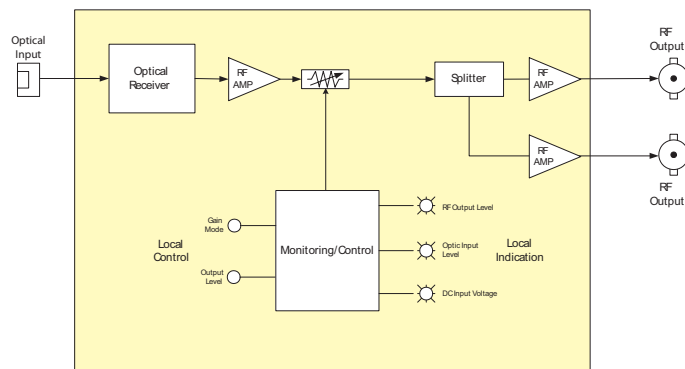 Optical
Input
Optical
Receiver
RF
AMP
Splitter
RF
AMP
RF
Output
RF
AMP
RF
Output
Gain
Mode
Local
Control
Output
Level
Monitoring/Control
RF Output Level
Optic Input
Level
Local
Indication
DC Input Voltage